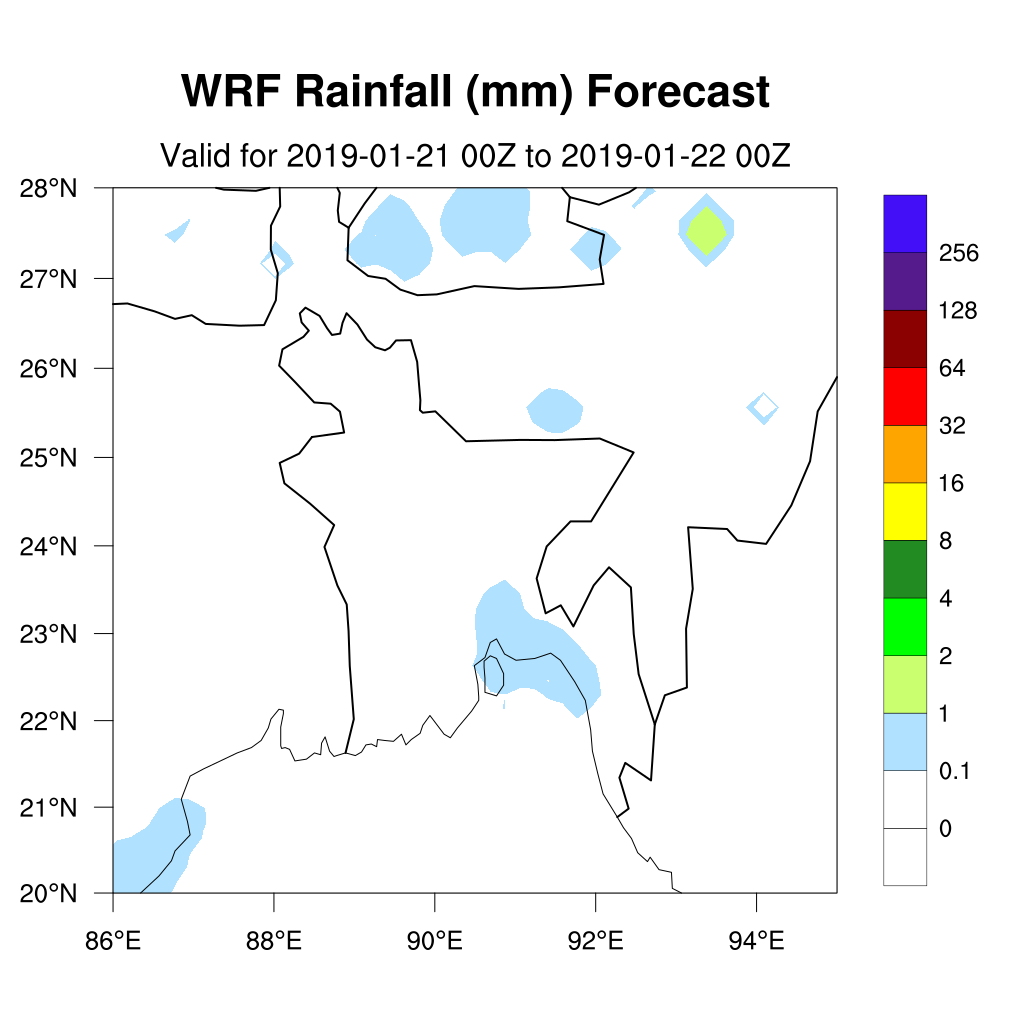 WRF Rainfall (mm) Forecast
Valid for 2019-01-21 00Z to 2019-01-22 00Z
28°N
27°N
26°N
25°N
24°N
23°N
22°N
21°N
20°N
86°E
88°E
90°E
92°E
94°E
256
128
64
32
16
8
4
2
1
0.1
0